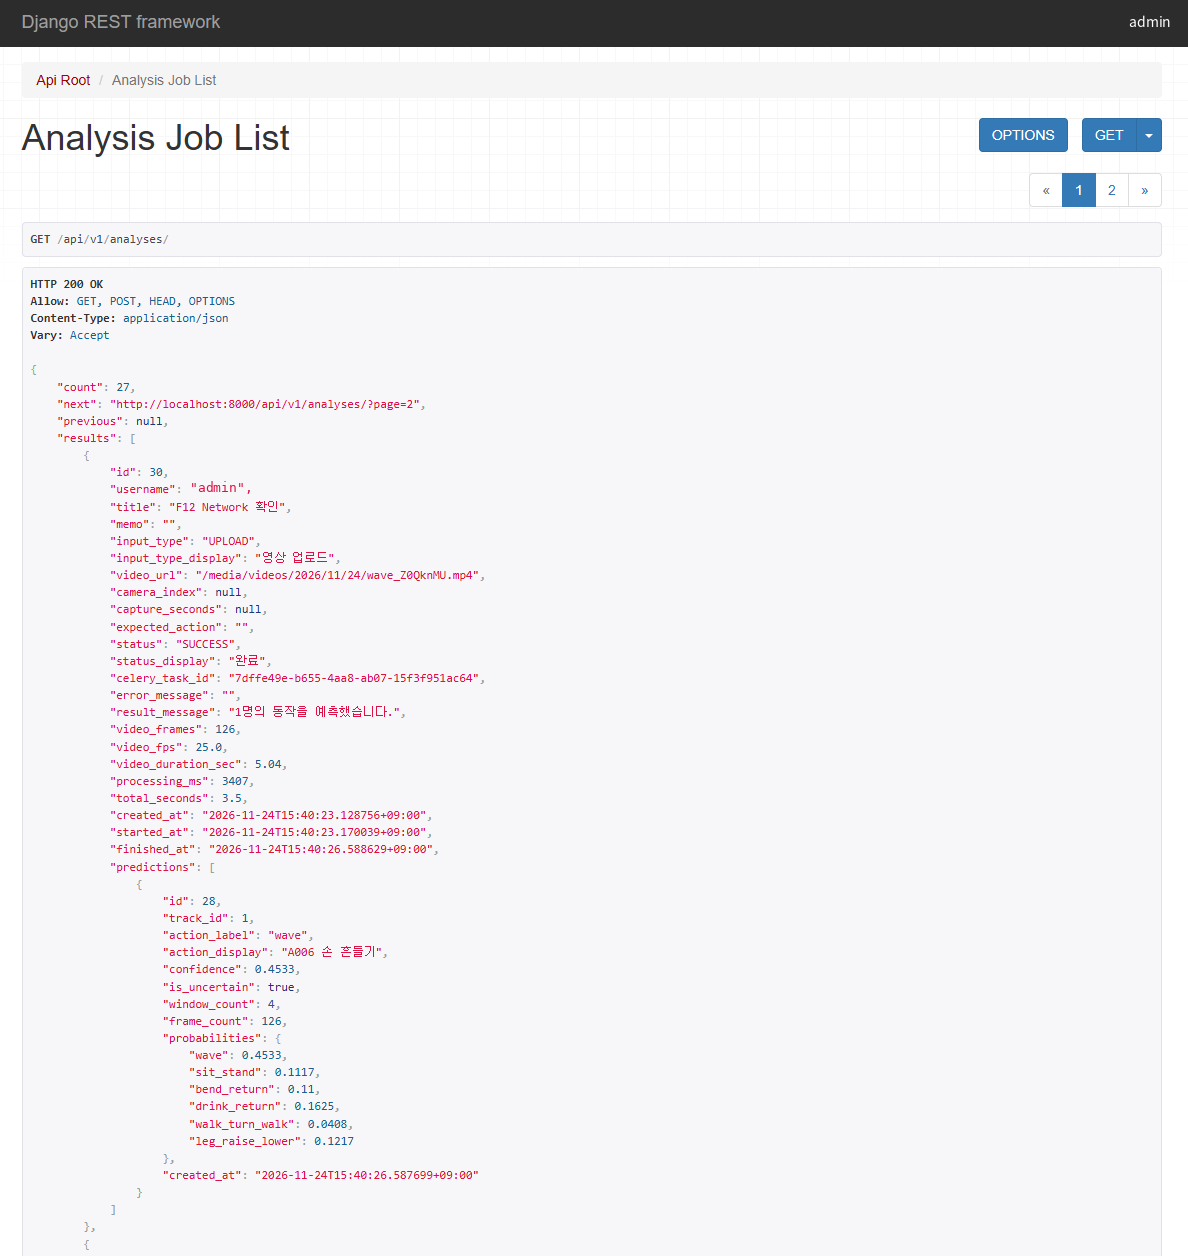 Django REST framework
admin
Api Root / Analysis Job List
Analysis Job List
OPTIONS
GET
« 1 2 »
GET /api/v1/analyses/
HTTP 200 OK
Allow: GET, POST, HEAD, OPTIONS
Content-Type: application/json
Vary: Accept
{
"count": 27,
"next": "http://localhost:8000/api/v1/analyses/?page=2",
"previous": null,
"results": [
{
"id": 30,
"username": "admin",
"title": "F12 Network 확인",
"memo": "",
"input_type": "UPLOAD",
"input_type_display": "영상 업로드",
"video_url": "/media/videos/2026/11/24/wave_Z0QknMU.mp4",
"camera_index": null,
"capture_seconds": null,
"expected_action": "",
"status": "SUCCESS",
"status_display": "완료",
"celery_task_id": "7dffe49e-b655-4aa8-ab07-15f3f951ac64",
"error_message": "",
"result_message": "1명의 동작을 예측했습니다.",
"video_frames": 126,
"video_fps": 25.0,
"video_duration_sec": 5.04,
"processing_ms": 3407,
"total_seconds": 3.5,
"created_at": "2026-11-24T15:40:23.128756+09:00",
"started_at": "2026-11-24T15:40:23.170039+09:00",
"finished_at": "2026-11-24T15:40:26.588629+09:00",
"predictions": [
{
"id": 28,
"track_id": 1,
"action_label": "wave",
"action_display": "A006 손 흔들기",
"confidence": 0.4533,
"is_uncertain": true,
"window_count": 4,
"frame_count": 126,
"probabilities": {
"wave": 0.4533,
"sit_stand": 0.1117,
"bend_return": 0.11,
"drink_return": 0.1625,
"walk_turn_walk": 0.0408,
"leg_raise_lower": 0.1217
},
"created_at": "2026-11-24T15:40:26.587699+09:00"
}
]
},
{